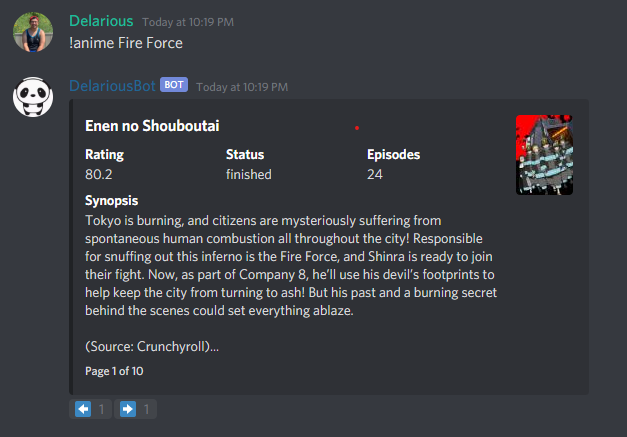 Delarious Today at 10:19 PM
!anime Fire Force
DelariousBot BOT Today at 10:19 PM
Enen no Shouboutai
Rating Status Episodes
80.2 finished 24
Synopsis
Tokyo is burning, and citizens are mysteriously suffering from
spontaneous human combustion all throughout the city! Responsible
for snuffing out this inferno is the Fire Force, and Shinra is ready to join
their fight. Now, as part of Company 8, he'll use his devil's footprints to
help keep the city from turning to ash! But his past and a burning secret
behind the scenes could set everything ablaze.
(Source: Crunchyroll)...
Page 1 of 10
1 1